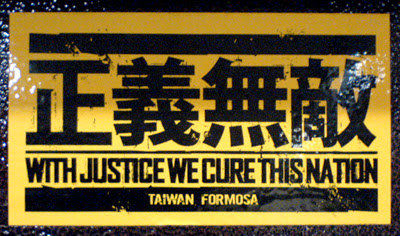 正義無敵
WITH JUSTICE WE CURE THIS NATION
TAIWAN FORMOSA